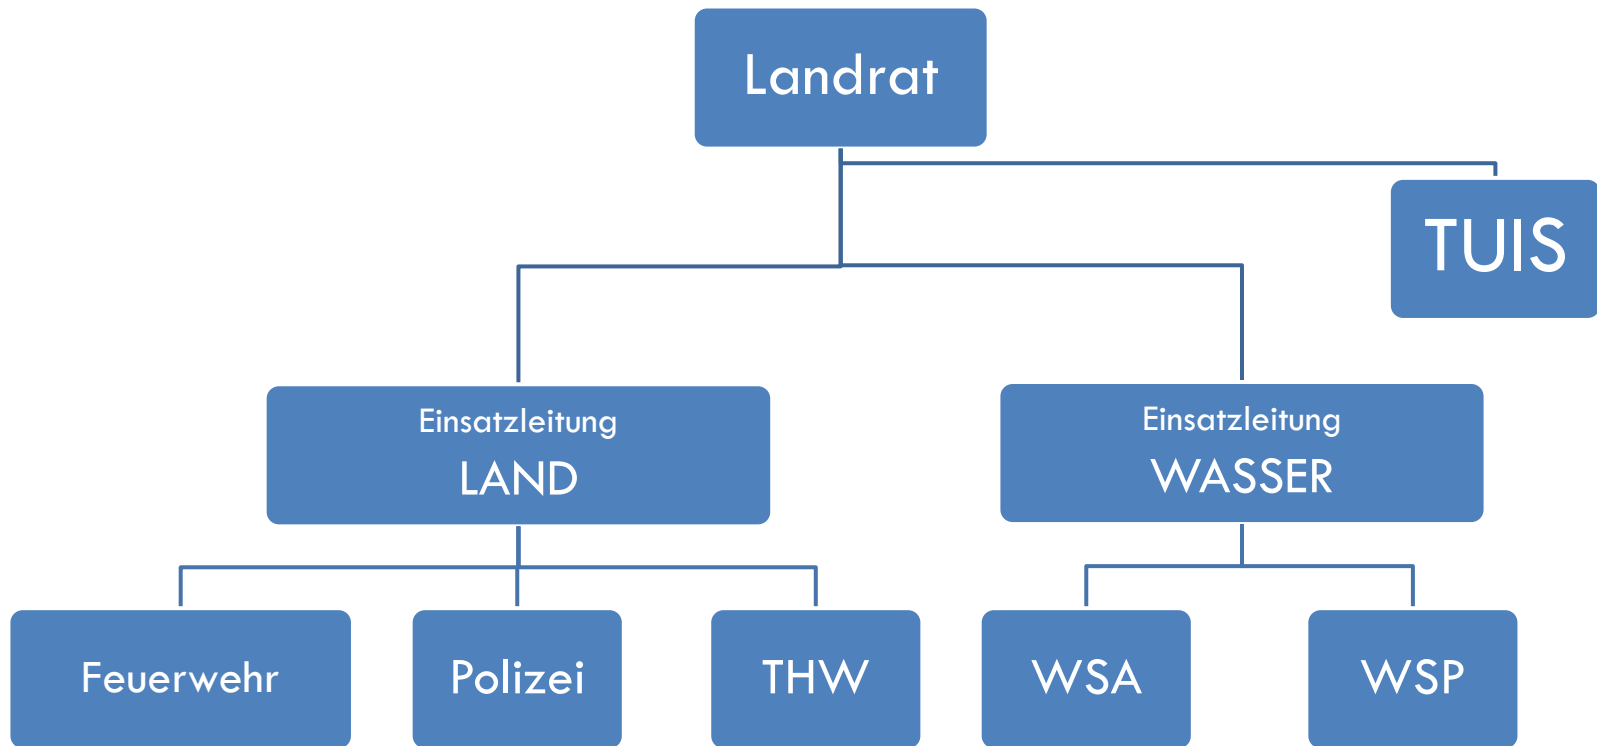 Landrat
TUIS
Einsatzleitung
LAND
Einsatzleitung
WASSER
Feuerwehr
Polizei
THW
WSA
WSP